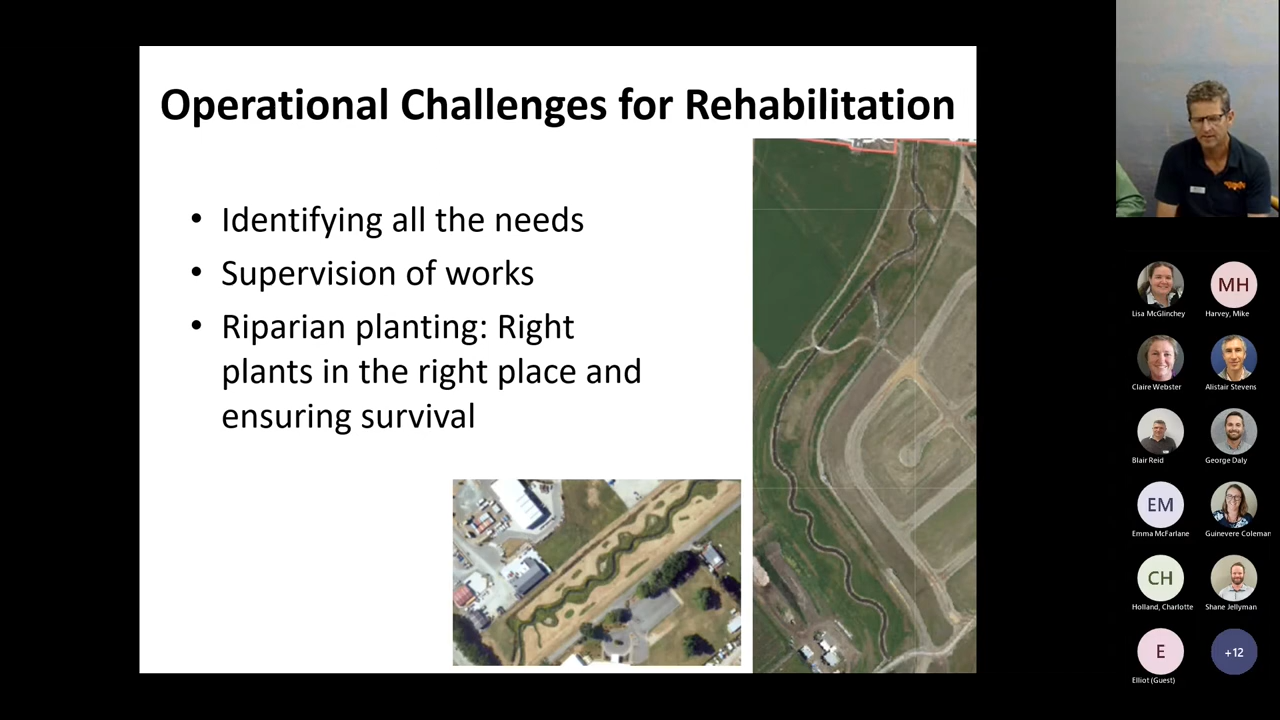 Operational Challenges for Rehabilitation
• Identifying all the needs
• Supervision of works
• Riparian planting: Right
plants in the right place and
ensuring survival
Lisa McGlinchey
MH
Harvey, Mike
Claire Webster
Alistair Stevens
Blair Reid
George Daly
EM
Emma McFarlane
Guinevere Coleman
CH
Holland, Charlotte
Shane Jellyman
E
Elliot (Guest)
+12